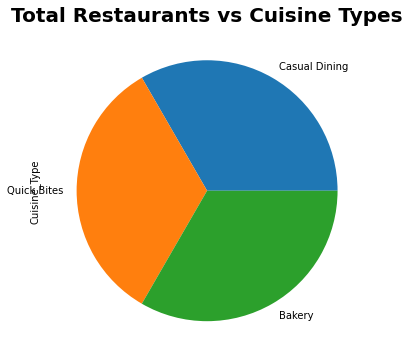 Total Restaurants vs Cuisine Types
Casual Dining
Quick Bites
Cuisine Type
Bakery